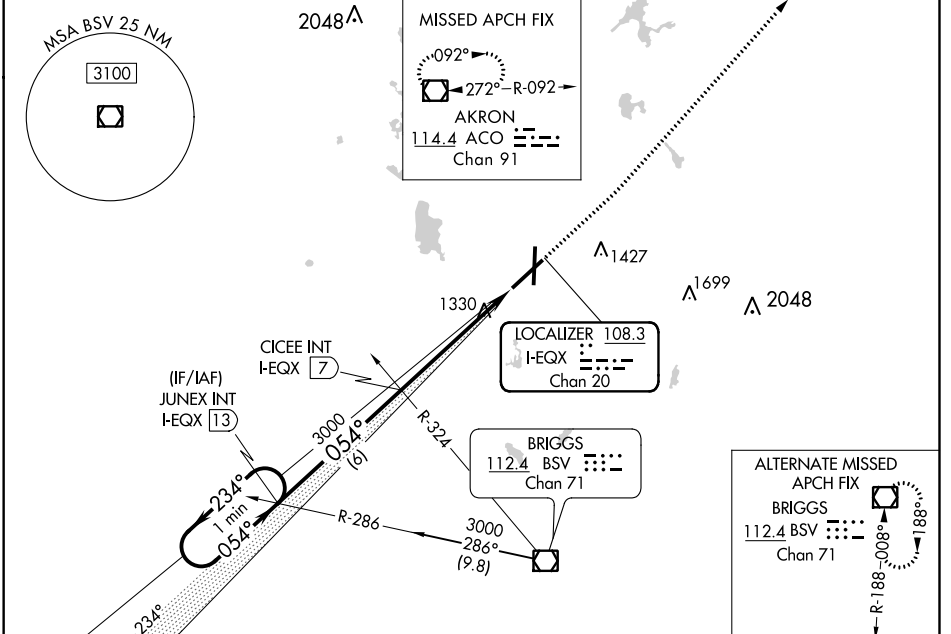 MSA BSV 25 NM
3100
2048
MISSED APCH FIX
092°
272°
R-092
AKRON
114.4 ACO
Chan 91
1427
1699
2048
1330
LOCALIZER 108.3
I-EQX
Chan 20
CICEE INT
I-EQX 7
(IF/IAF)
JUNEX INT
I-EQX 13
3000
054°
(6)
R-324
BRIGGS
112.4 BSV
Chan 71
234°
1 min
054°
R-286
3000
286°
(9.8)
234°
ALTERNATE MISSED
APCH FIX
BRIGGS
112.4 BSV
Chan 71
188°
008°
R-188